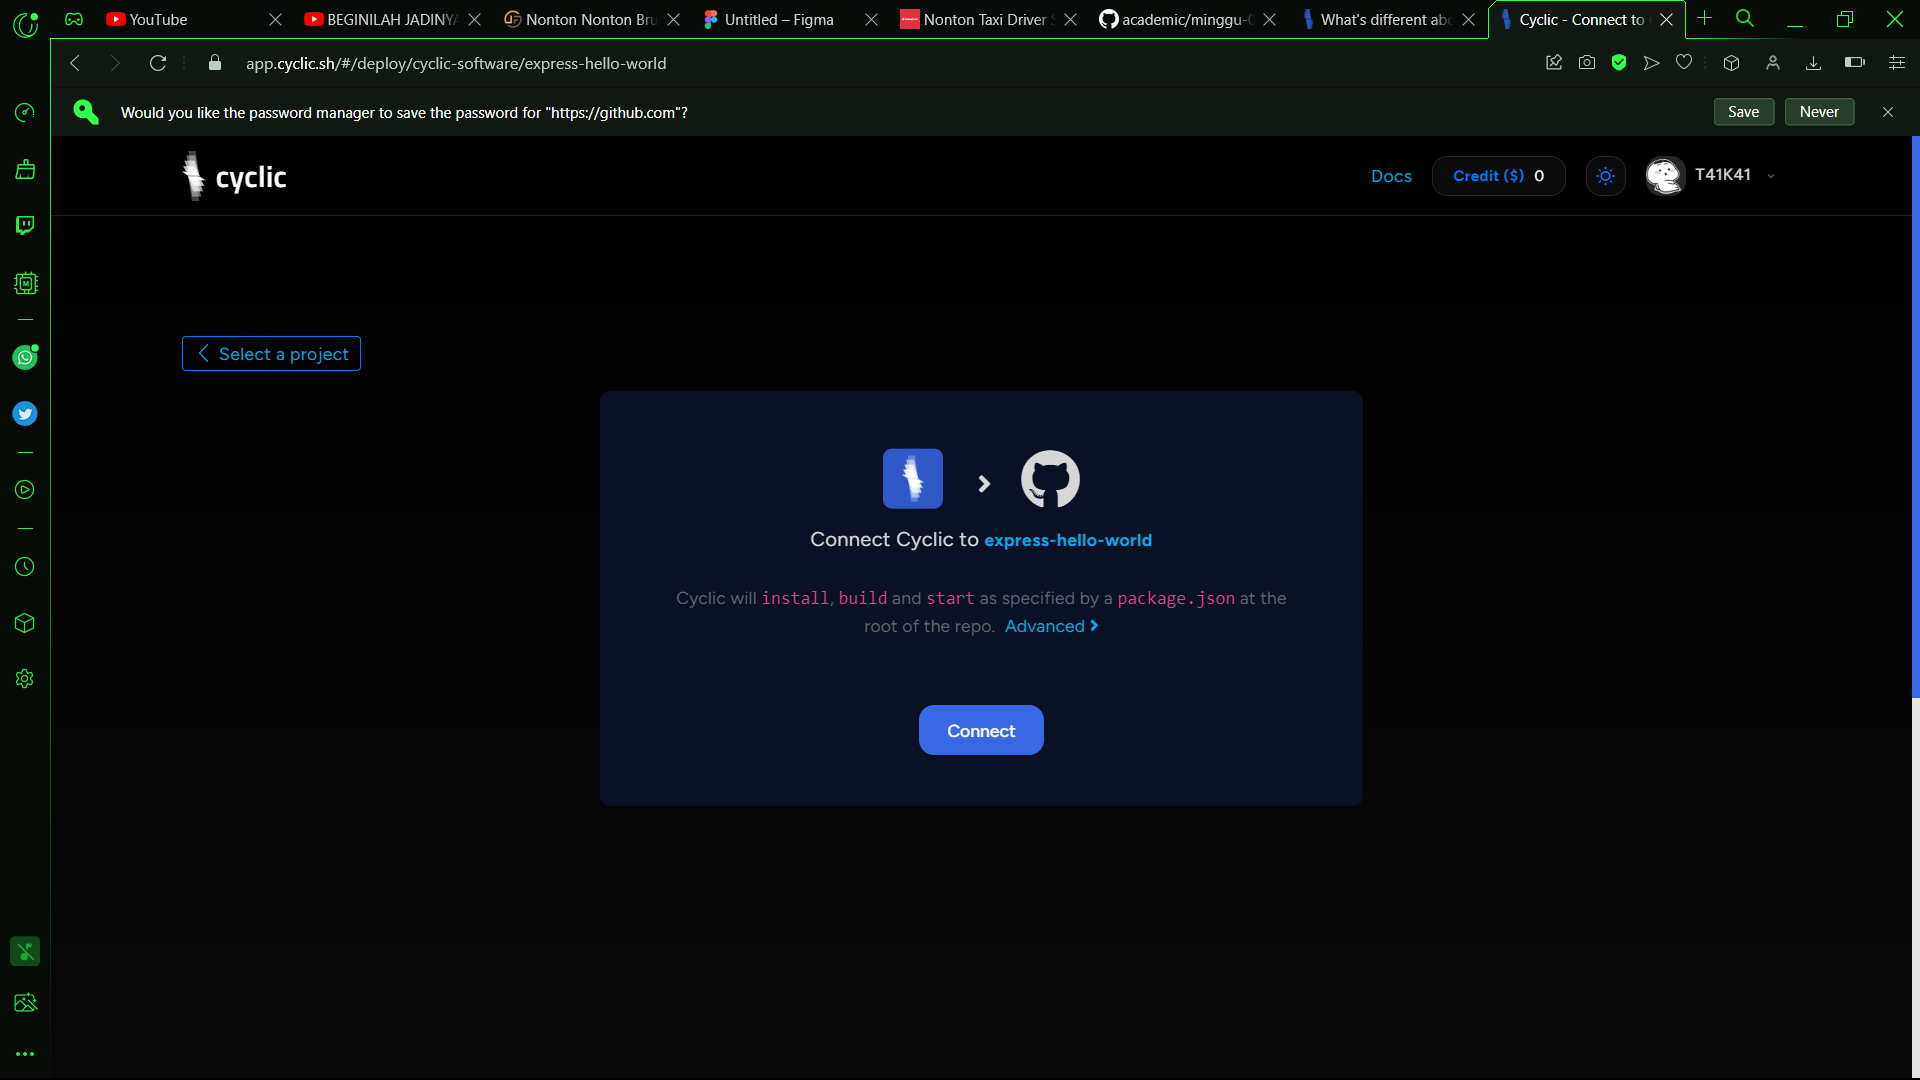 YouTube
BEGINILAH JADINY
Nonton Nonton Bru
Untitled – Figma
Nonton Taxi Driver
academic/minggu-0
What's different abo
Cyclic - Connect to
app.cyclic.sh/#/deploy/cyclic-software/express-hello-world
Would you like the password manager to save the password for "https://github.com"?
Save
Never
cyclic
Docs
Credit ($) 0
T41K41
Select a project
Connect Cyclic to express-hello-world
Cyclic will install, build and start as specified by a package.json at the
root of the repo. Advanced
Connect